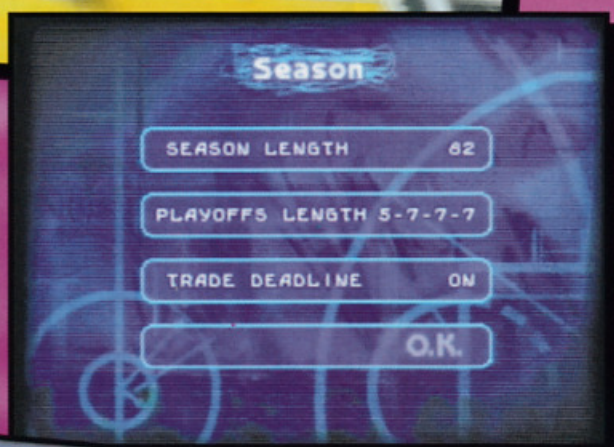 Season
SEASON LENGTH 82
PLAYOFFS LENGTH 5-7-7-7
TRADE DEADLINE ON
O.K.